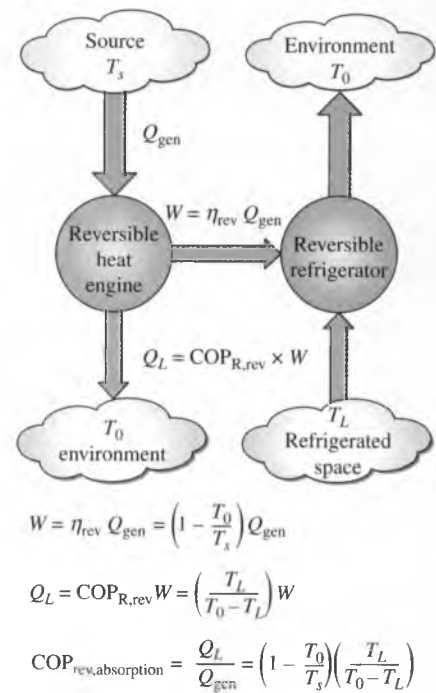 Source
T_s
Environment
T_0
Q_gen
W = η_rev Q_gen
Reversible
heat
engine
Reversible
refrigerator
Q_L = COP_R,rev × W
T_0
environment
T_L
Refrigerated
space
W = η_rev Q_gen = (1 − T_0/T_s) Q_gen
Q_L = COP_R,rev W = (T_L/(T_0 − T_L)) W
COP_rev,absorption = Q_L/Q_gen = (1 − T_0/T_s)(T_L/(T_0 − T_L))